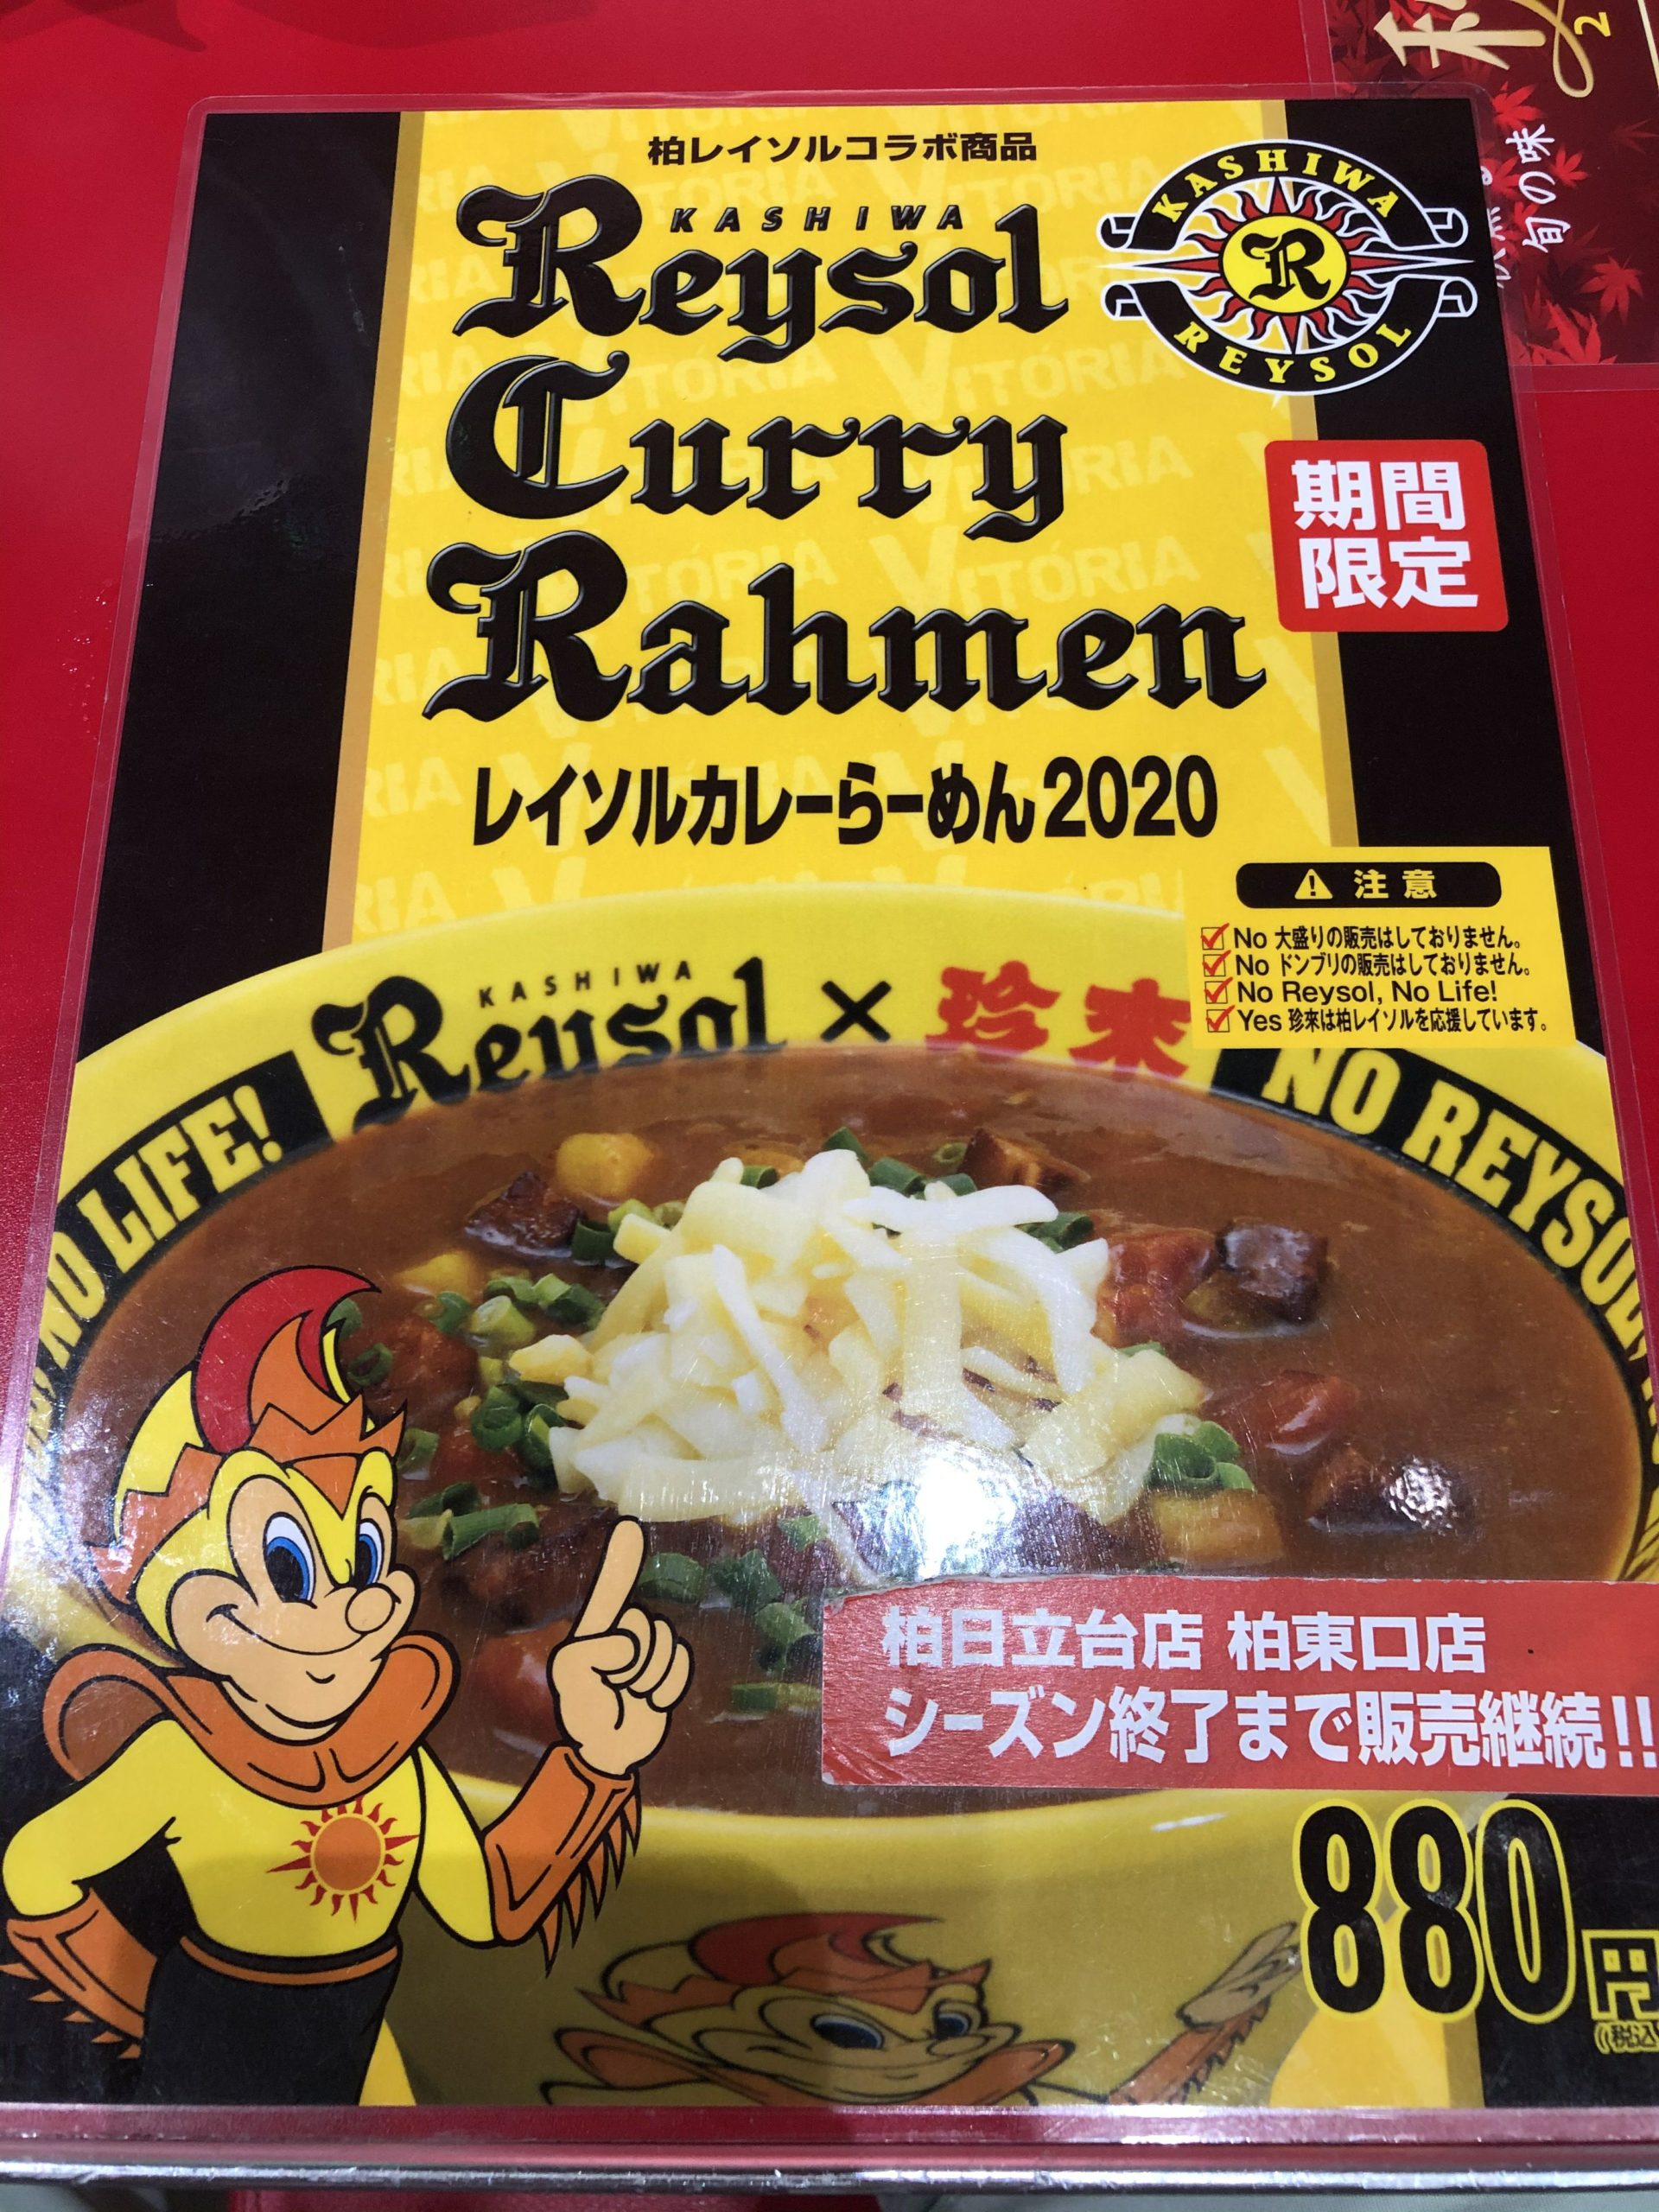 柏レイソルコラボ商品
KASHIWA
Reysol
Curry
Rahmen
レイソルカレーらーめん2020
KASHIWA
R
REYSOL
期間
限定
旬の味
2
注意
No 大盛りの販売はしておりません。
No ドンブリの販売はしておりません。
No Reysol, No Life!
Yes 珍來は柏レイソルを応援しています。
KASHIWA
Reysol × 珍來
NO LIFE!
NO REYSOL,
柏日立台店 柏東口店
シーズン終了まで販売継続!!
880円
(税込